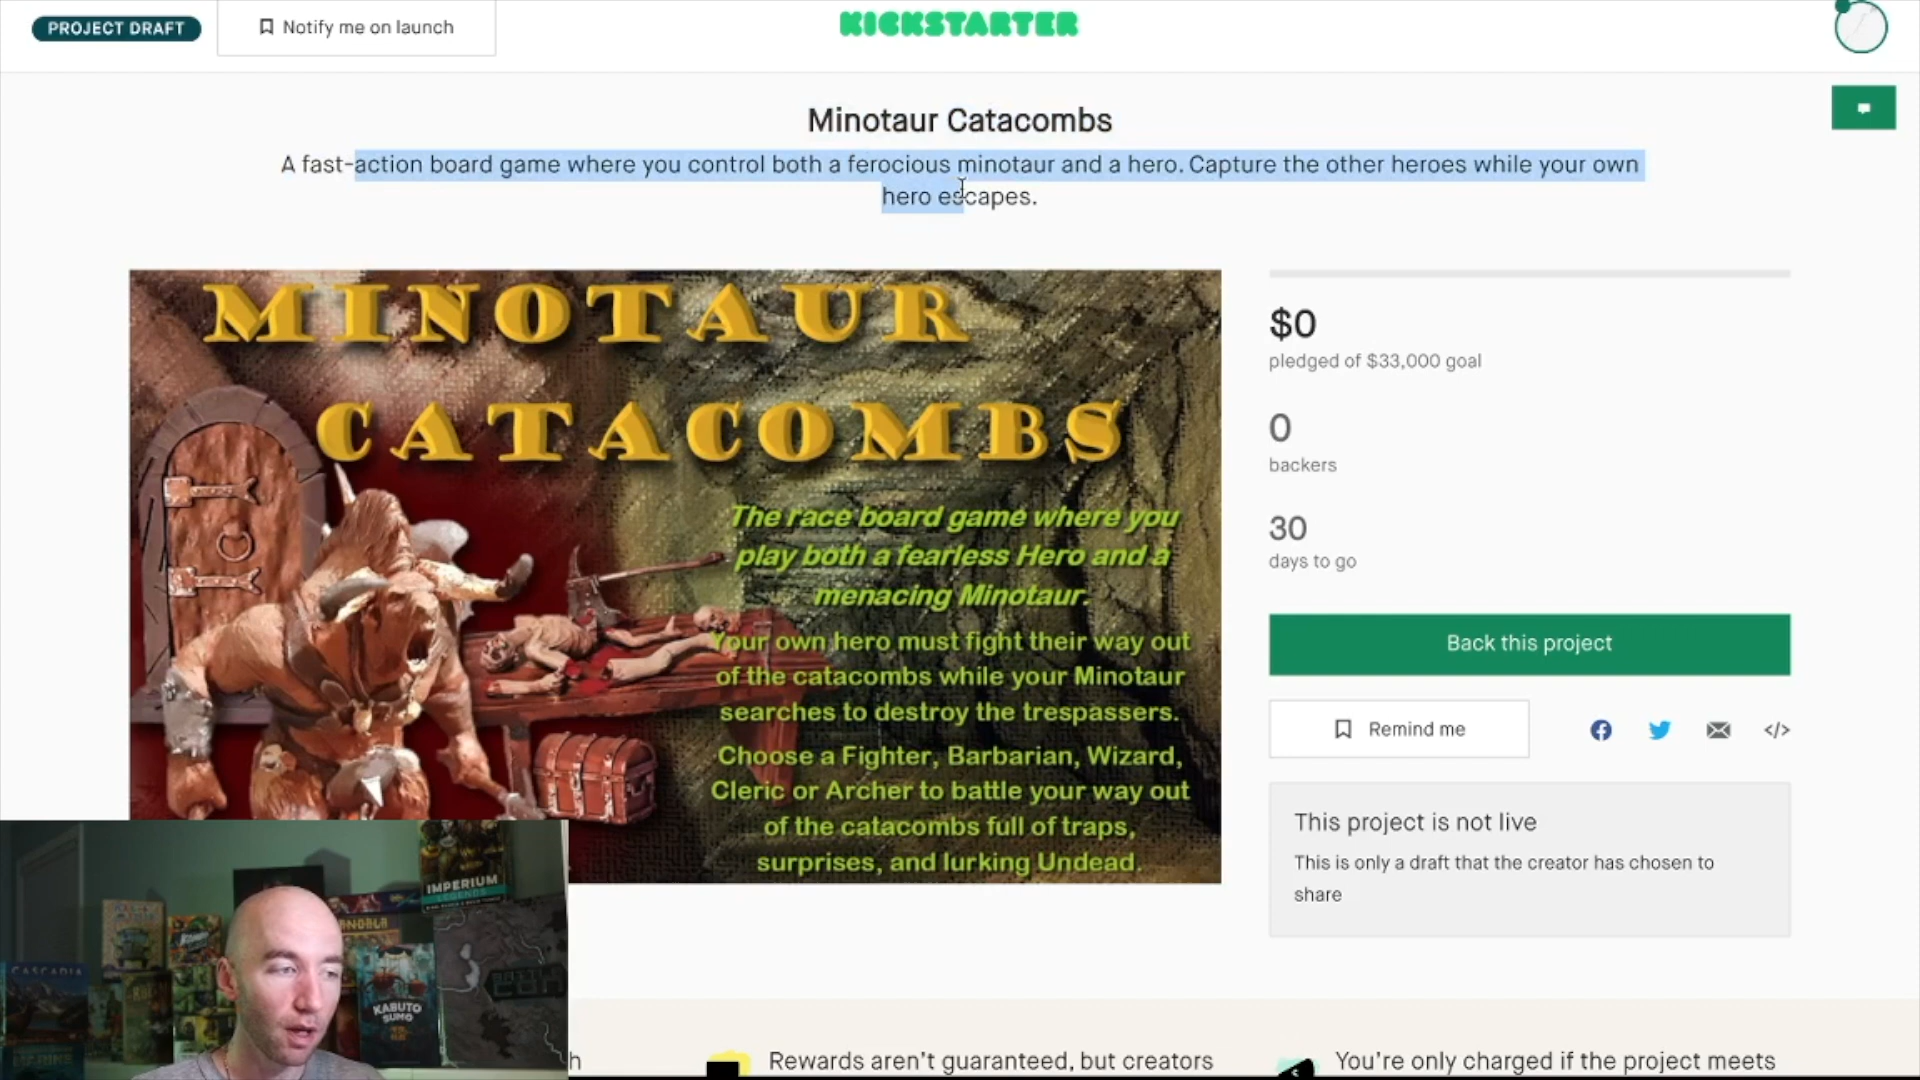 PROJECT DRAFT
Notify me on launch
KICKSTARTER
Minotaur Catacombs
A fast-action board game where you control both a ferocious minotaur and a hero. Capture the other heroes while your own
hero escapes.
MINOTAUR
CATACOMBS
The race board game where you
play both a fearless Hero and a
menacing Minotaur.
Your own hero must fight their way out
of the catacombs while your Minotaur
searches to destroy the trespassers.
Choose a Fighter, Barbarian, Wizard,
Cleric or Archer to battle your way out
of the catacombs full of traps,
surprises, and lurking Undead.
$0
pledged of $33,000 goal
0
backers
30
days to go
Back this project
Remind me
</>
This project is not live
This is only a draft that the creator has chosen to
share
IMPERIUM
LEGENDS
CASCADIA
KABUTO
SUMO
h
Rewards aren't guaranteed, but creators
You're only charged if the project meets